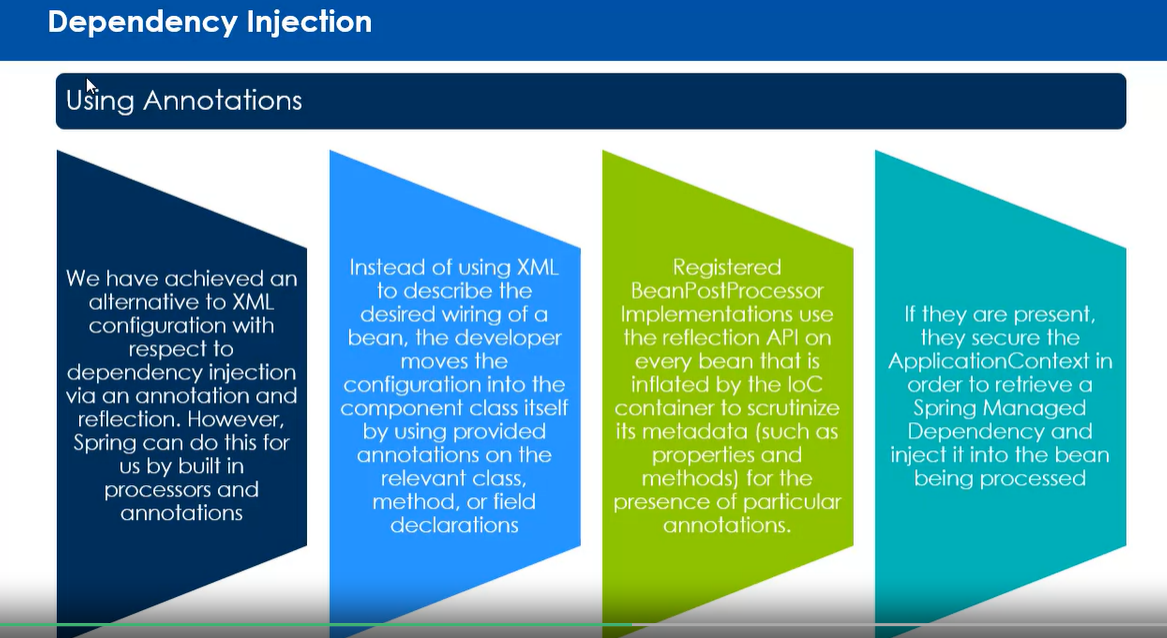 Dependency Injection
Using Annotations
We have achieved an
alternative to XML
configuration with
respect to
dependency injection
via an annotation and
reflection. However,
Spring can do this for
us by built in
processors and
annotations
Instead of using XML
to describe the
desired wiring of a
bean, the developer
moves the
configuration into the
component class itself
by using provided
annotations on the
relevant class,
method, or field
declarations
Registered
BeanPostProcessor
Implementations use
the reflection API on
every bean that is
inflated by the IoC
container to scrutinize
its metadata (such as
properties and
methods) for the
presence of particular
annotations.
If they are present,
they secure the
ApplicationContext in
order to retrieve a
Spring Managed
Dependency and
inject it into the bean
being processed